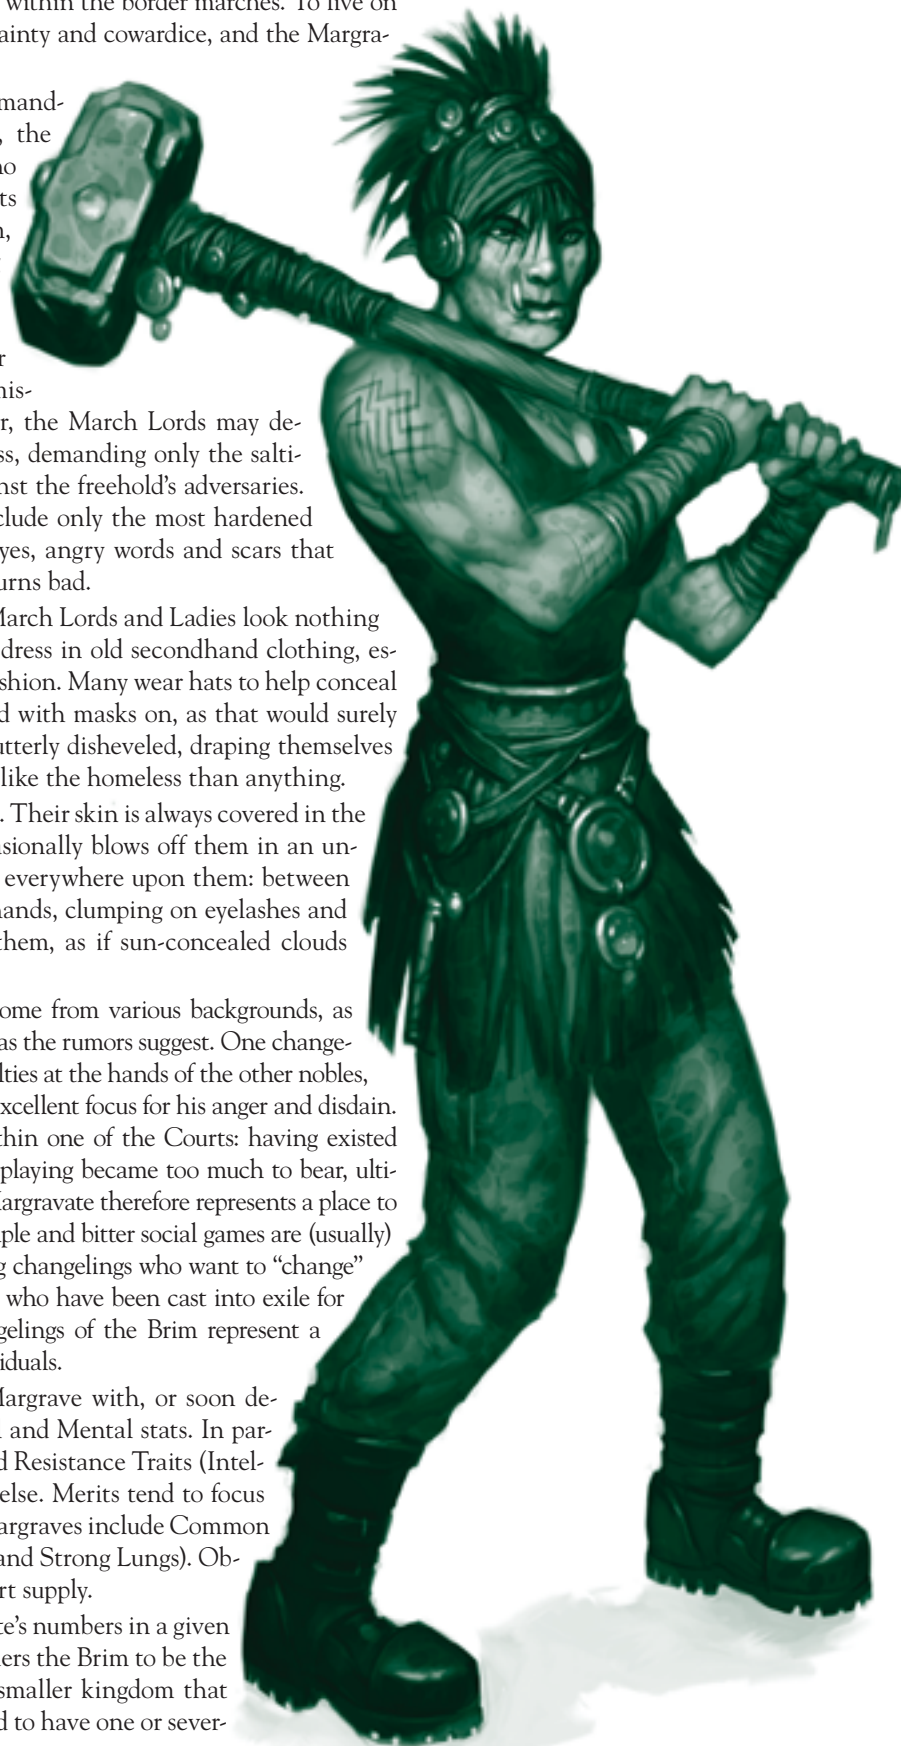 within the border marches. To live on
ainty and cowardice, and the Margra-
mand-
, the
no
ts
n,
r
nis-
r, the March Lords may de-
ss, demanding only the salti-
nst the freehold's adversaries.
clude only the most hardened
yes, angry words and scars that
urns bad.
March Lords and Ladies look nothing
dress in old secondhand clothing, es-
shion. Many wear hats to help conceal
d with masks on, as that would surely
utterly disheveled, draping themselves
like the homeless than anything.
. Their skin is always covered in the
asionally blows off them in an un-
everywhere upon them: between
hands, clumping on eyelashes and
them, as if sun-concealed clouds
ome from various backgrounds, as
as the rumors suggest. One change-
lties at the hands of the other nobles,
excellent focus for his anger and disdain.
thin one of the Courts: having existed
playing became too much to bear, ulti-
Margravate therefore represents a place to
ple and bitter social games are (usually)
g changelings who want to “change”
who have been cast into exile for
gelings of the Brim represent a
iduals.
Margrave with, or soon de-
l and Mental stats. In par-
d Resistance Traits (Intel-
else. Merits tend to focus
argraves include Common
and Strong Lungs). Ob-
rt supply.
te's numbers in a given
lers the Brim to be the
smaller kingdom that
d to have one or sever-